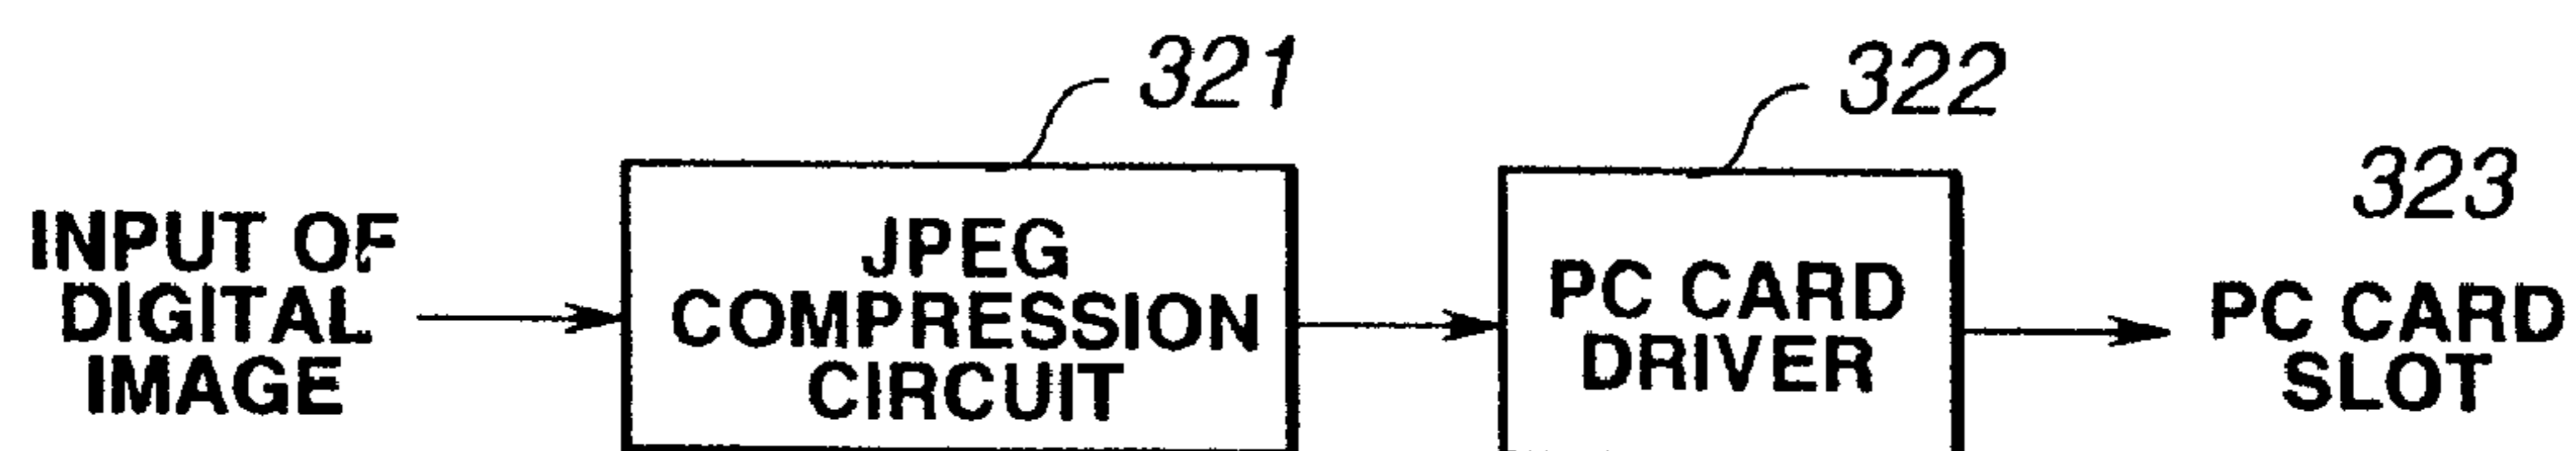 321
322
323
INPUT OF
DIGITAL
IMAGE
JPEG
COMPRESSION
CIRCUIT
PC CARD
DRIVER
PC CARD
SLOT